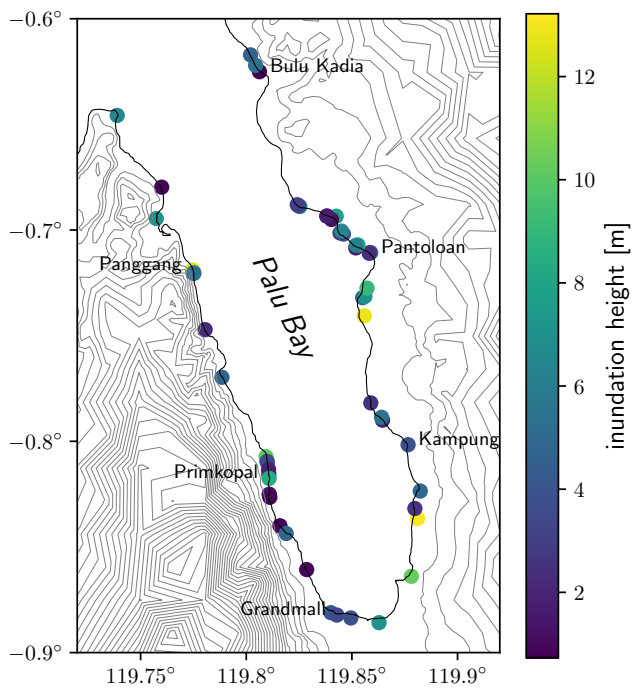 −0.6°
−0.7°
−0.8°
−0.9°
119.75°
119.8°
119.85°
119.9°
Bulu Kadia
Pantoloan
Panggang
Palu Bay
Kampung
Primkopal
Grandmall
12
10
8
6
4
2
inundation height [m]